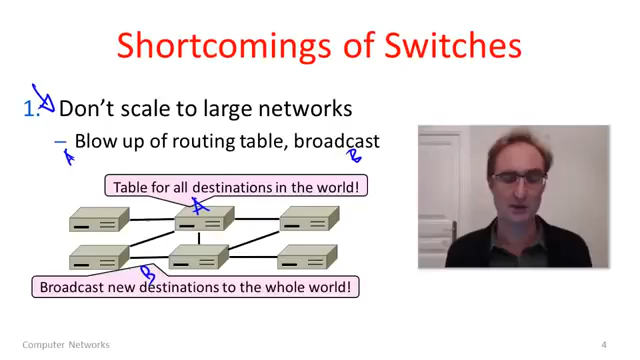 Shortcomings of Switches
1. Don't scale to large networks
– Blow up of routing table, broadcast
A
B
Table for all destinations in the world!
A
B
Broadcast new destinations to the whole world!
Computer Networks
4